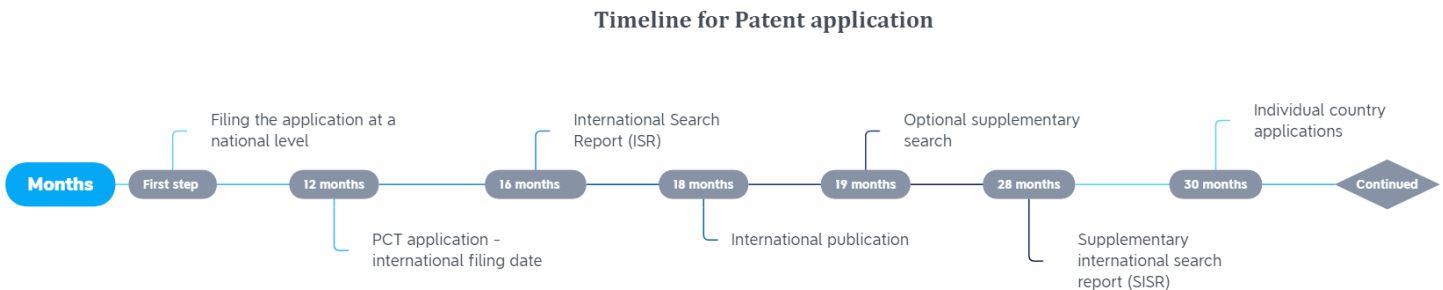 Timeline for Patent application
Filing the application at a
national level
International Search
Report (ISR)
Optional supplementary
search
Individual country
applications
Months
First step
12 months
16 months
18 months
19 months
28 months
30 months
Continued
PCT application -
international filing date
International publication
Supplementary
international search
report (SISR)